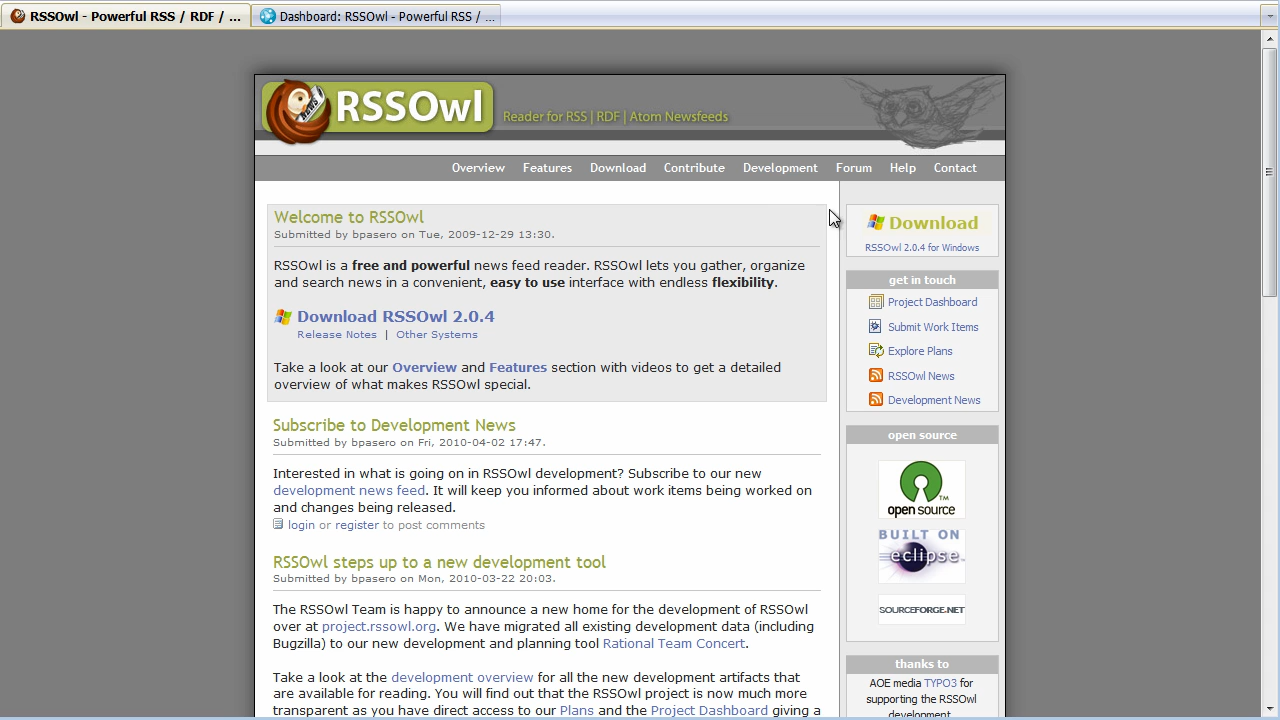 RSSOwl - Powerful RSS / RDF / ...
Dashboard: RSSOwl - Powerful RSS / ...
RSSOwl
Reader for RSS | RDF | Atom Newsfeeds
Overview Features Download Contribute Development Forum Help Contact
Welcome to RSSOwl
Submitted by bpasero on Tue, 2009-12-29 13:30.
RSSOwl is a free and powerful news feed reader. RSSOwl lets you gather, organize
and search news in a convenient, easy to use interface with endless flexibility.
Download RSSOwl 2.0.4
Release Notes | Other Systems
Take a look at our Overview and Features section with videos to get a detailed
overview of what makes RSSOwl special.
Subscribe to Development News
Submitted by bpasero on Fri, 2010-04-02 17:47.
Interested in what is going on in RSSOwl development? Subscribe to our new
development news feed. It will keep you informed about work items being worked on
and changes being released.
login or register to post comments
RSSOwl steps up to a new development tool
Submitted by bpasero on Mon, 2010-03-22 20:03.
The RSSOwl Team is happy to announce a new home for the development of RSSOwl
over at project.rssowl.org. We have migrated all existing development data (including
Bugzilla) to our new development and planning tool Rational Team Concert.
Take a look at the development overview for all the new development artifacts that
are available for reading. You will find out that the RSSOwl project is now much more
transparent as you have direct access to our Plans and the Project Dashboard giving a
Download
RSSOwl 2.0.4 for Windows
get in touch
Project Dashboard
Submit Work Items
Explore Plans
RSSOwl News
Development News
open source
TM
open source
BUILT ON
eclipse
SOURCEFORGE.NET
thanks to
AOE media TYPO3 for
supporting the RSSOwl
development